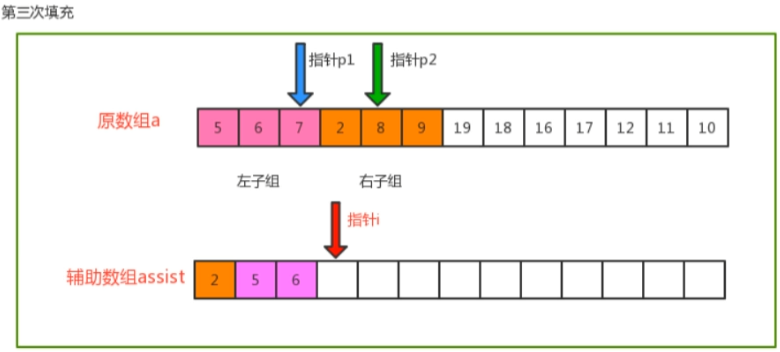 第三次填充
指针p1 指针p2
原数组a 5 6 7 2 8 9 19 18 16 17 12 11 10
左子组 右子组
指针i
辅助数组assist 2 5 6